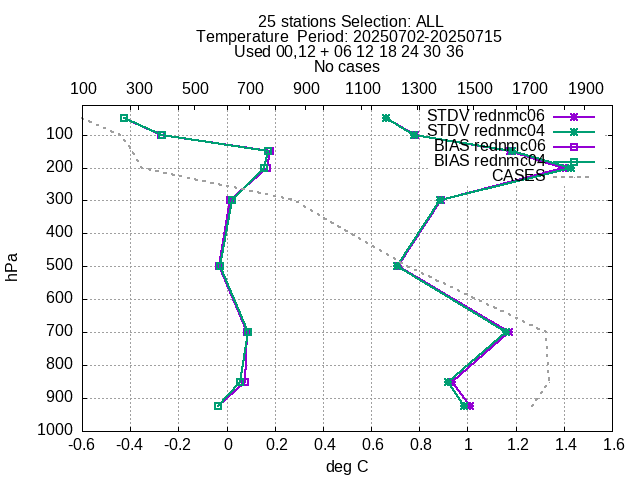 25 stations Selection: ALL
Temperature Period: 20250702-20250715
Used 00,12 + 06 12 18 24 30 36
No cases
100 300 500 700 900 1100 1300 1500 1700 1900
STDV rednmc06
STDV rednmc04
BIAS rednmc06
BIAS rednmc04
CASES
100
200
300
400
500
600
700
800
900
1000
hPa
-0.6 -0.4 -0.2 0 0.2 0.4 0.6 0.8 1 1.2 1.4 1.6
deg C